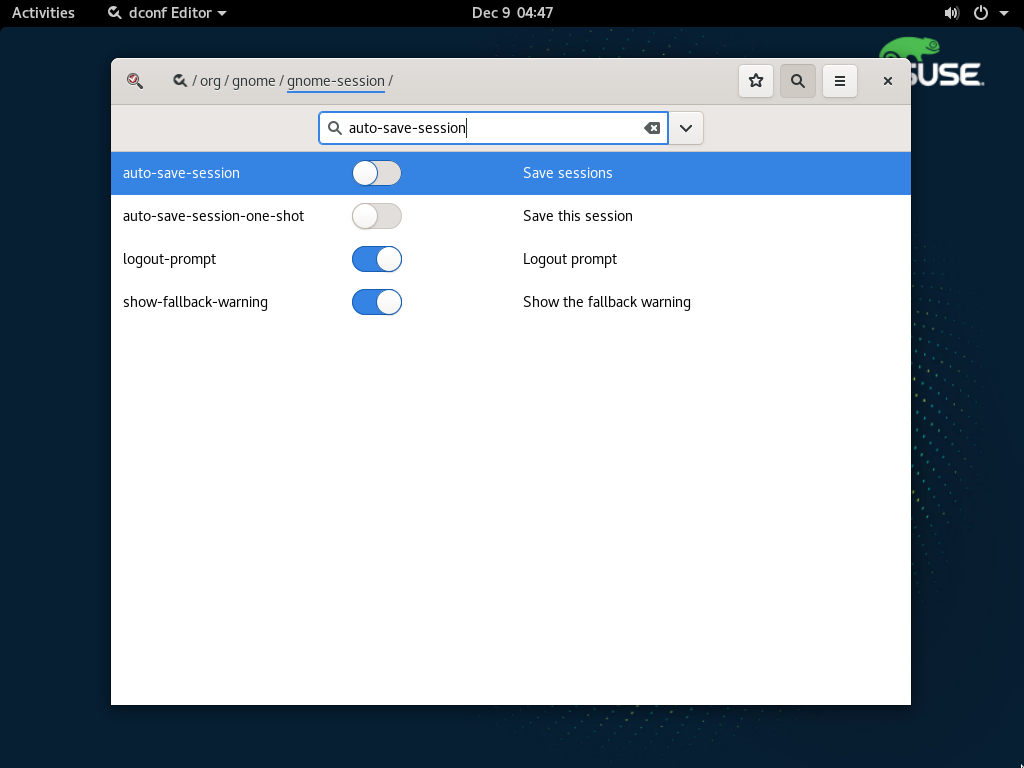 Activities dconf Editor Dec 9 04:47
SUSE.
/ org / gnome / gnome-session /
auto-save-session
auto-save-session Save sessions
auto-save-session-one-shot Save this session
logout-prompt Logout prompt
show-fallback-warning Show the fallback warning